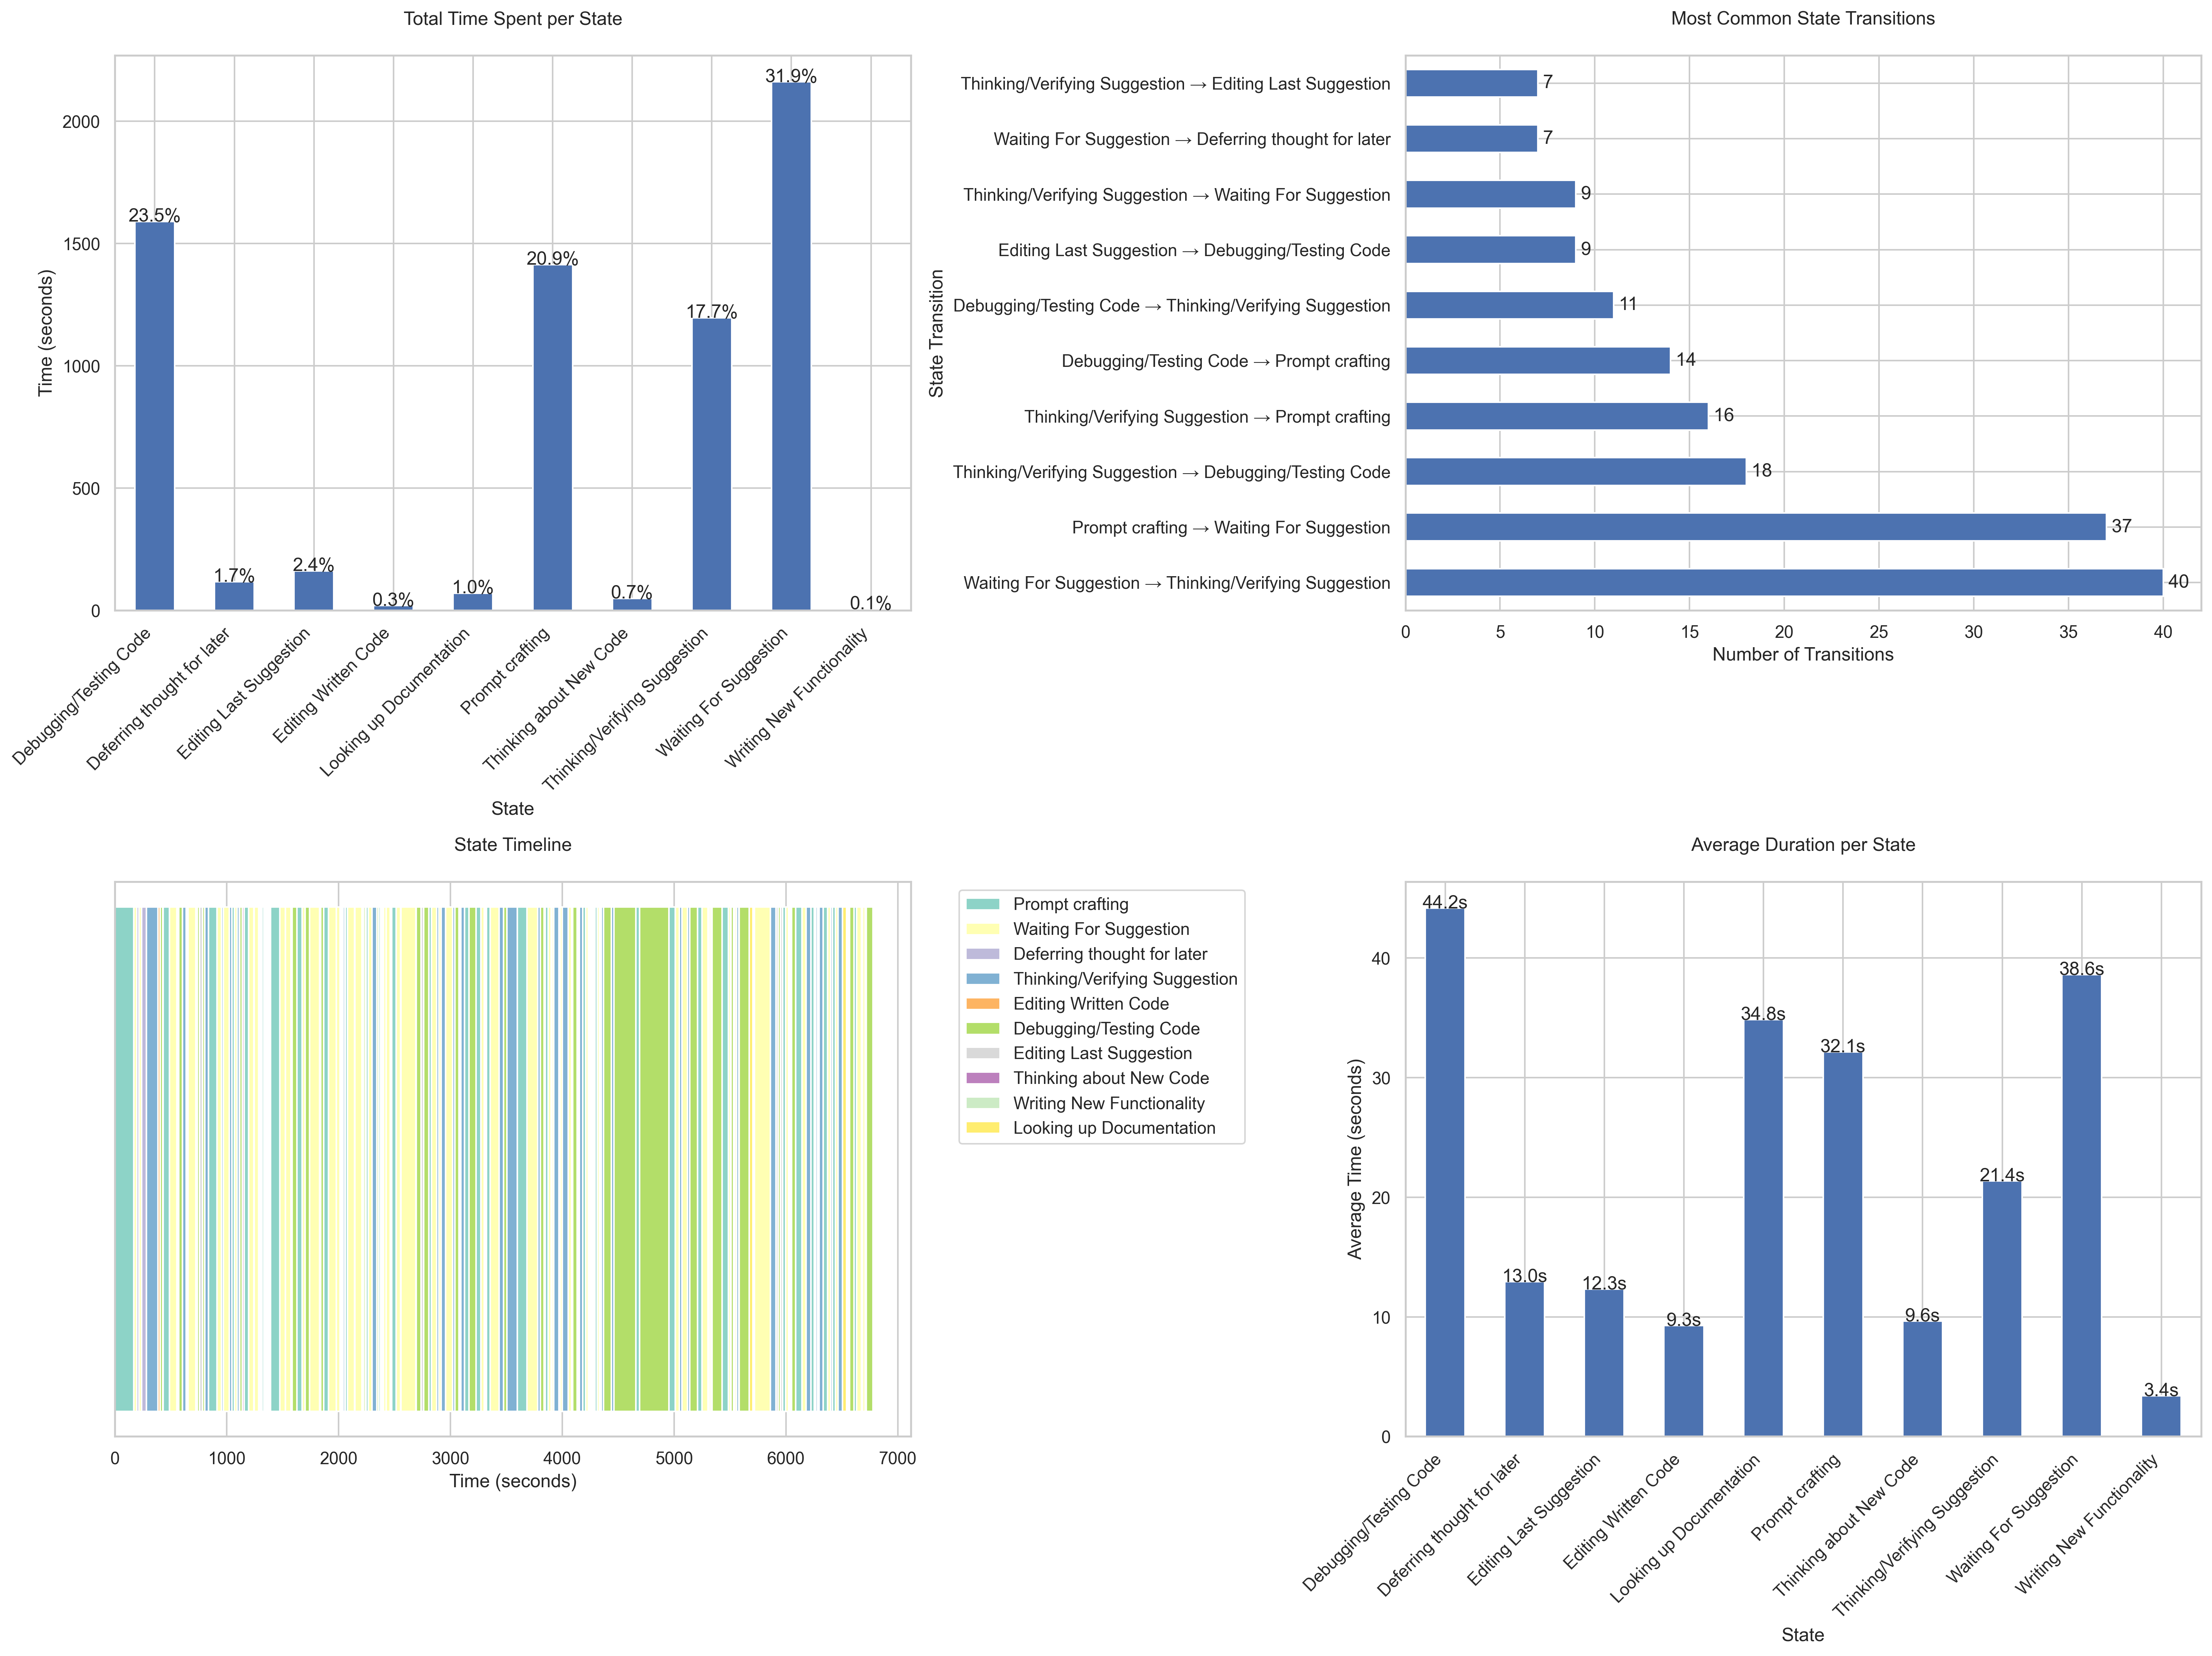 Total Time Spent per State
31.9%
23.5%
20.9%
17.7%
1.7%
2.4%
0.3%
1.0%
0.7%
0.1%
2000
1500
1000
500
0
Time (seconds)
Debugging/Testing Code
Deferring thought for later
Editing Last Suggestion
Editing Written Code
Looking up Documentation
Prompt crafting
Thinking about New Code
Thinking/Verifying Suggestion
Waiting For Suggestion
Writing New Functionality
State
Most Common State Transitions
State Transition
Thinking/Verifying Suggestion → Editing Last Suggestion
7
Waiting For Suggestion → Deferring thought for later
7
Thinking/Verifying Suggestion → Waiting For Suggestion
9
Editing Last Suggestion → Debugging/Testing Code
9
Debugging/Testing Code → Thinking/Verifying Suggestion
11
Debugging/Testing Code → Prompt crafting
14
Thinking/Verifying Suggestion → Prompt crafting
16
Thinking/Verifying Suggestion → Debugging/Testing Code
18
Prompt crafting → Waiting For Suggestion
37
Waiting For Suggestion → Thinking/Verifying Suggestion
40
0 5 10 15 20 25 30 35 40
Number of Transitions
State Timeline
0 1000 2000 3000 4000 5000 6000 7000
Time (seconds)
Prompt crafting
Waiting For Suggestion
Deferring thought for later
Thinking/Verifying Suggestion
Editing Written Code
Debugging/Testing Code
Editing Last Suggestion
Thinking about New Code
Writing New Functionality
Looking up Documentation
Average Duration per State
44.2s
13.0s
12.3s
9.3s
34.8s
32.1s
9.6s
21.4s
38.6s
3.4s
40
30
20
10
0
Average Time (seconds)
Debugging/Testing Code
Deferring thought for later
Editing Last Suggestion
Editing Written Code
Looking up Documentation
Prompt crafting
Thinking about New Code
Thinking/Verifying Suggestion
Waiting For Suggestion
Writing New Functionality
State